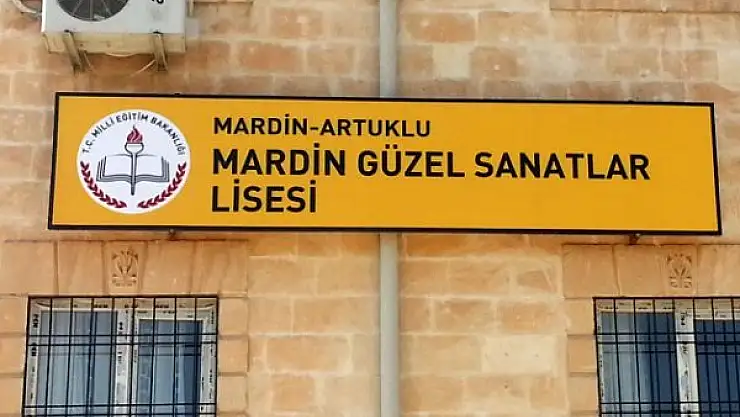 T.C. MİLLİ EĞİTİM BAKANLIĞI
MARDİN-ARTUKLU
MARDİN GÜZEL SANATLAR
LİSESİ